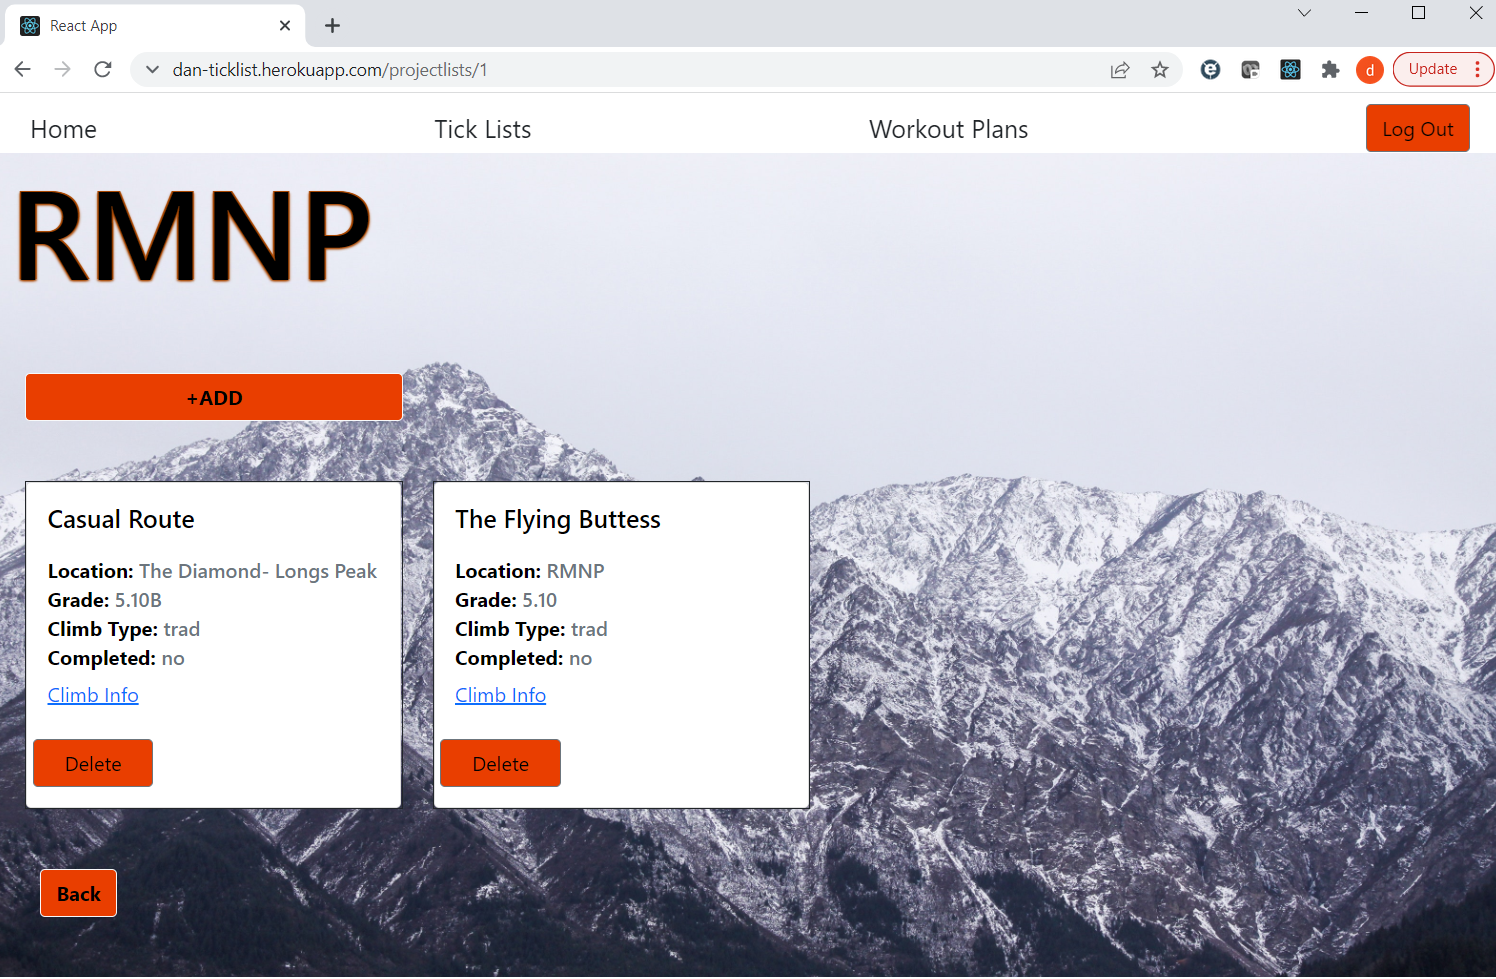 React App
dan-ticklist.herokuapp.com/projectlists/1
d
Update
Home
Tick Lists
Workout Plans
Log Out
RMNP
+ADD
Casual Route
Location: The Diamond- Longs Peak
Grade: 5.10B
Climb Type: trad
Completed: no
Climb Info
Delete
The Flying Buttess
Location: RMNP
Grade: 5.10
Climb Type: trad
Completed: no
Climb Info
Delete
Back